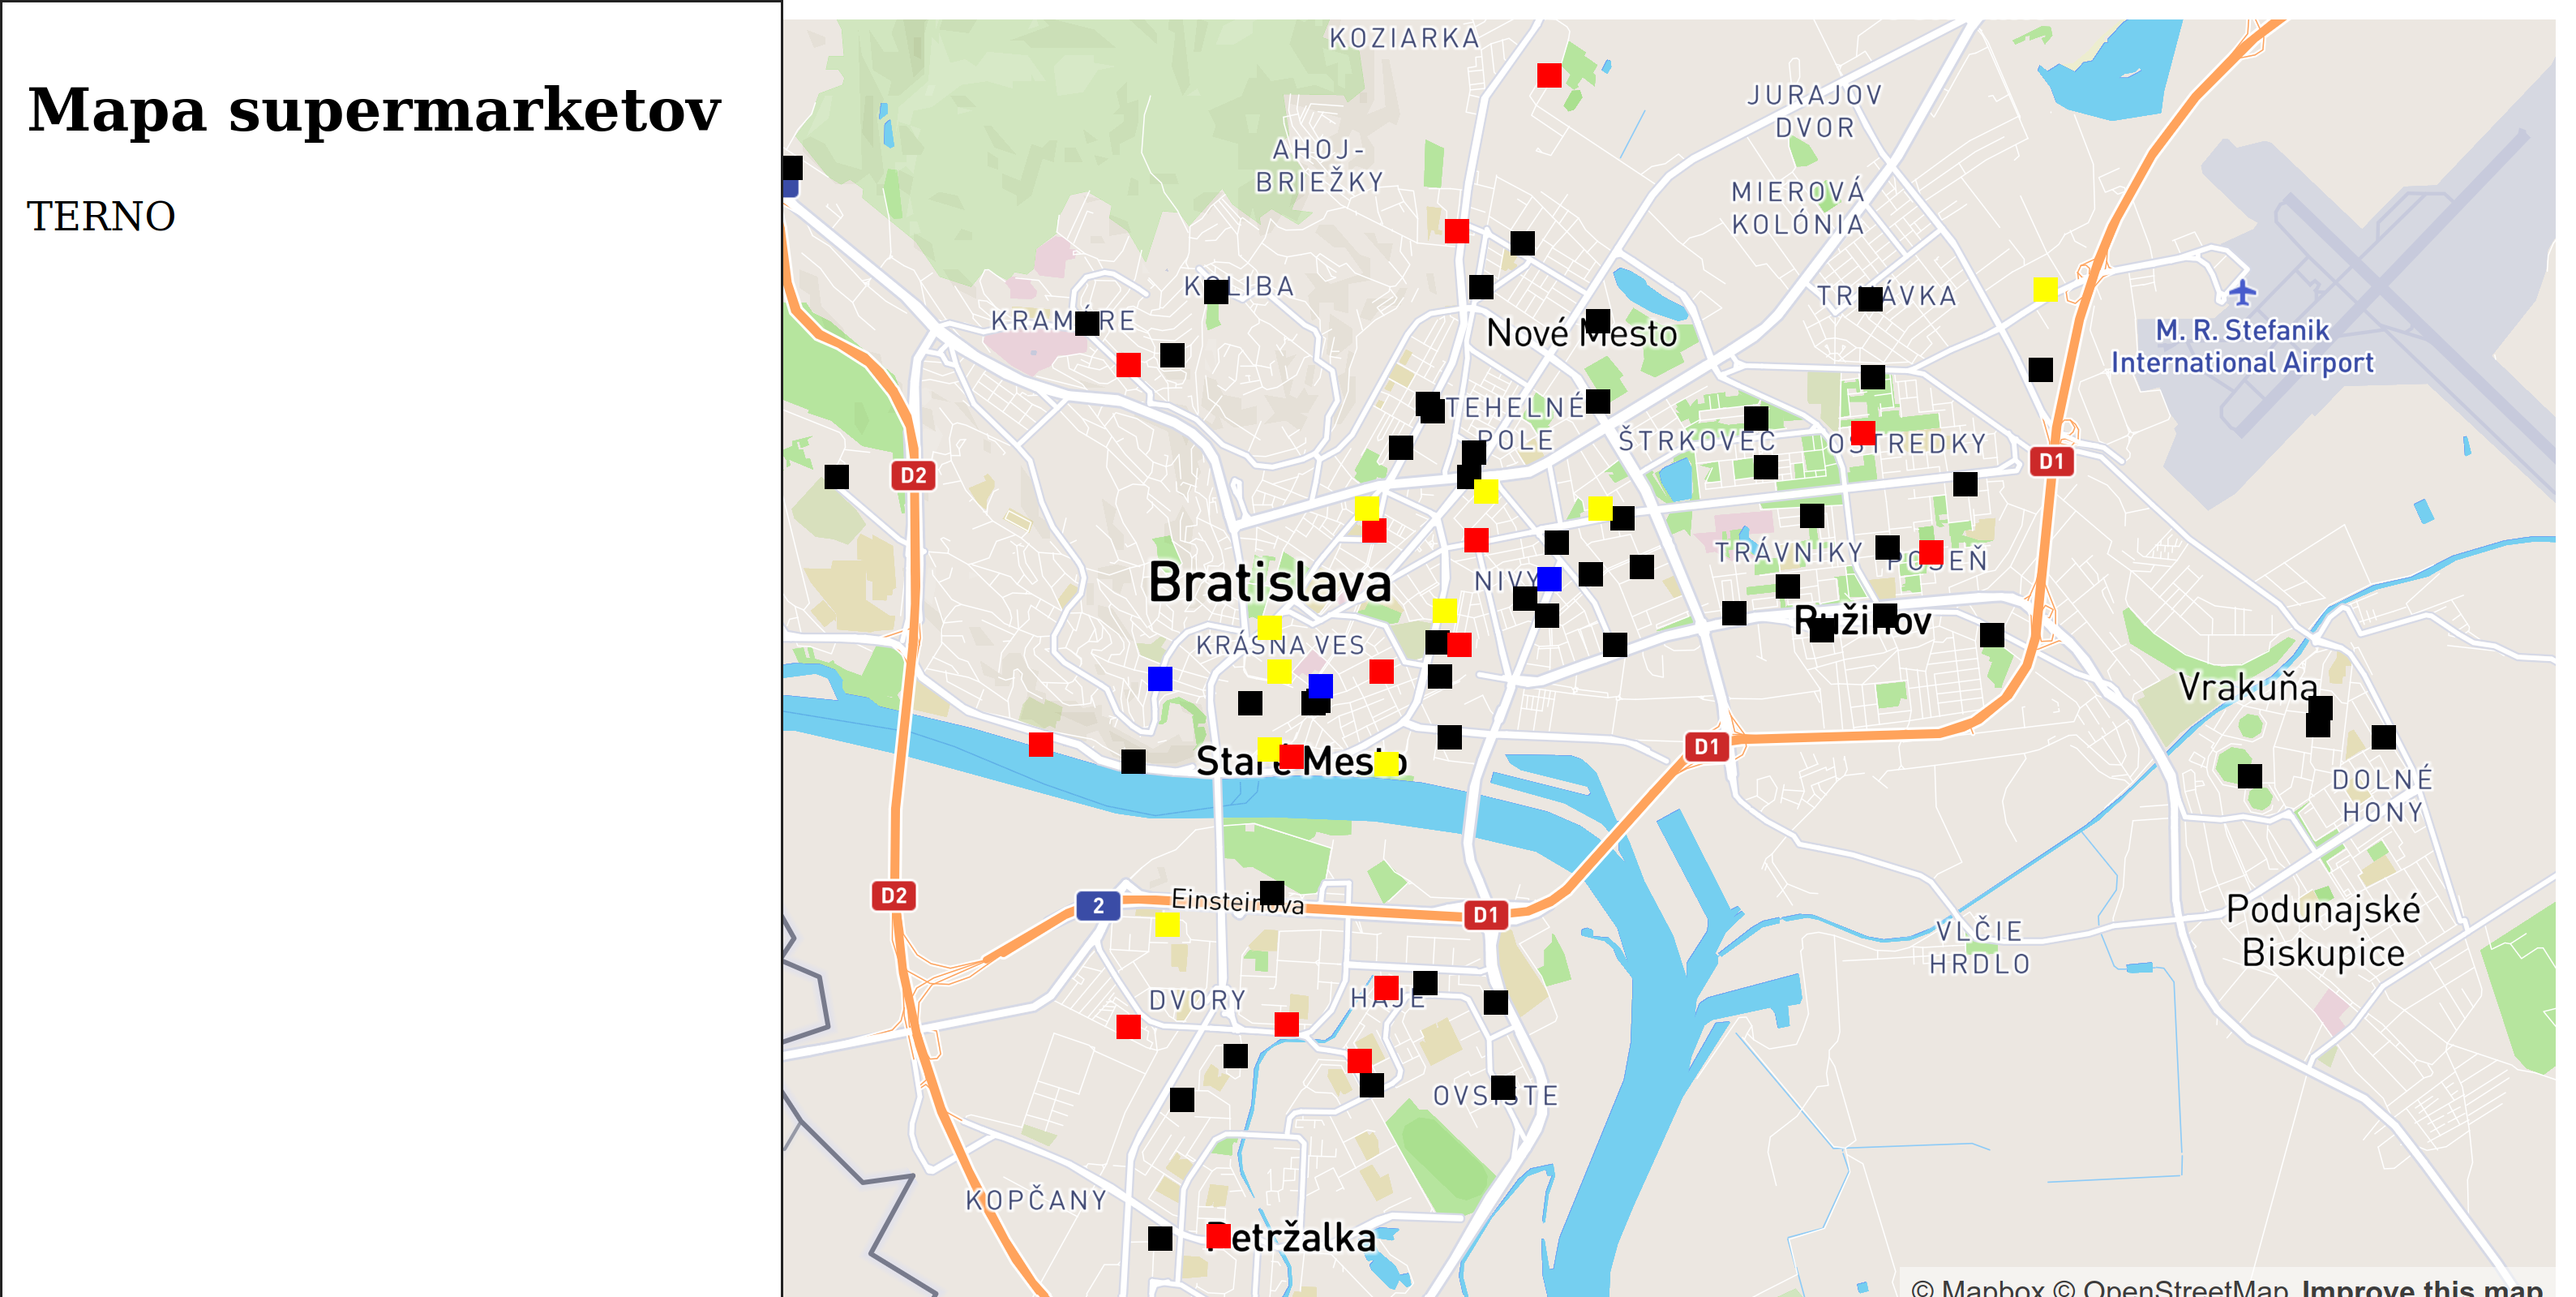 Mapa supermarketov
TERNO
KOZIARKA
JURAJOV
DVOR
AHOJ-
BRIEŽKY
MIEROVÁ
KOLÓNIA
KOLIBA
KRAMÁRE
TRNÁVKA
Nové Mesto
M. R. Stefanik
International Airport
TEHELNÉ
POLE
ŠTRKOVEC
OSTREDKY
D2
D1
TRÁVNIKY
POŠEŇ
Bratislava
NIVY
Ružinov
KRÁSNA VES
Vrakuňa
D1
Staré Mesto
DOLNÉ
HONY
D2
2
Einsteinova
D1
Podunajské
Biskupice
VLČIE
HRDLO
DVORY
HÁJE
OVSIŠTE
KOPČANY
Petržalka
© Mapbox © OpenStreetMap Improve this map